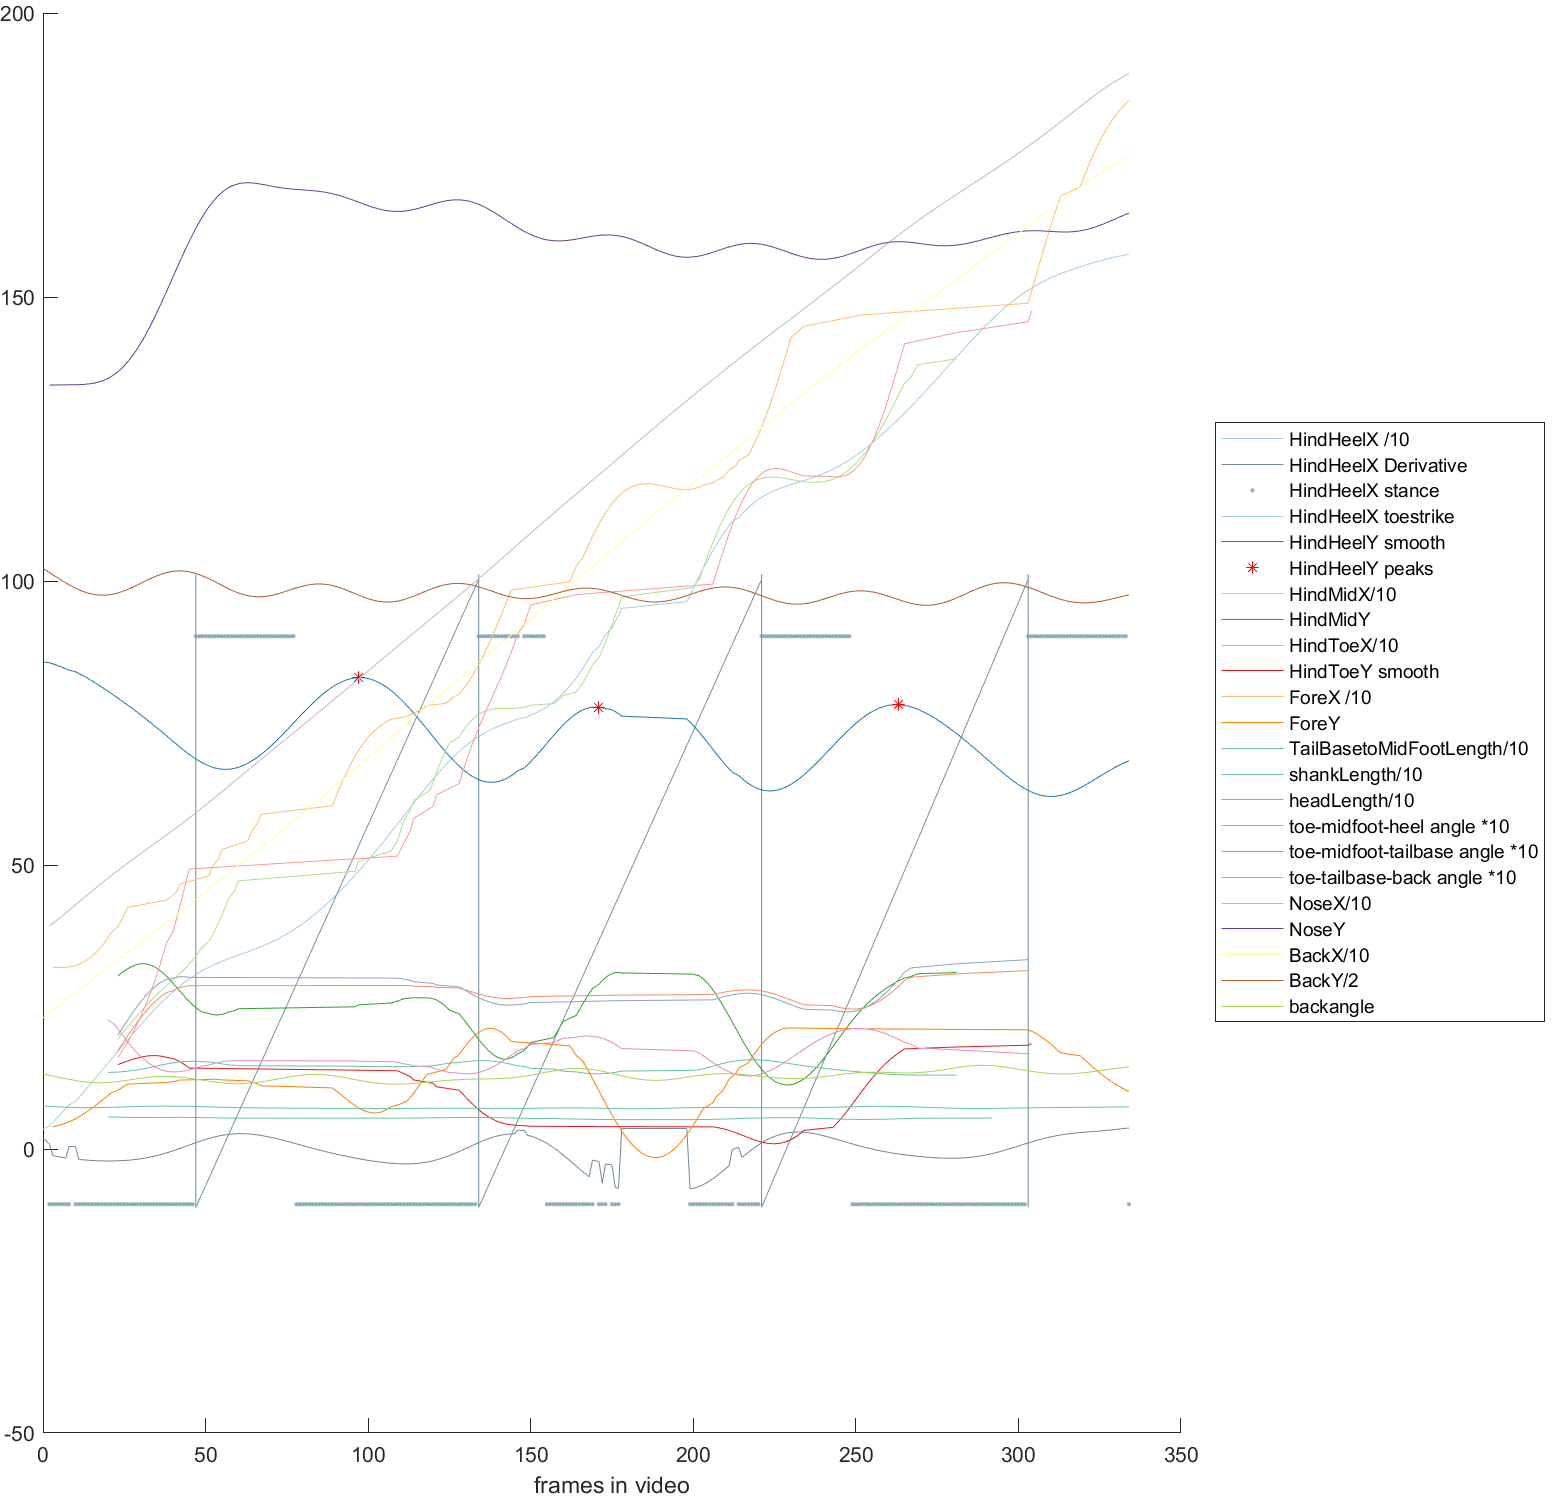 200
150
100
50
0
-50
0 50 100 150 200 250 300 350
frames in video
HindHeelX /10
HindHeelX Derivative
HindHeelX stance
HindHeelX toestrike
HindHeelY smooth
HindHeelY peaks
HindMidX/10
HindMidY
HindToeX/10
HindToeY smooth
ForeX /10
ForeY
TailBasetoMidFootLength/10
shankLength/10
headLength/10
toe-midfoot-heel angle *10
toe-midfoot-tailbase angle *10
toe-tailbase-back angle *10
NoseX/10
NoseY
BackX/10
BackY/2
backangle